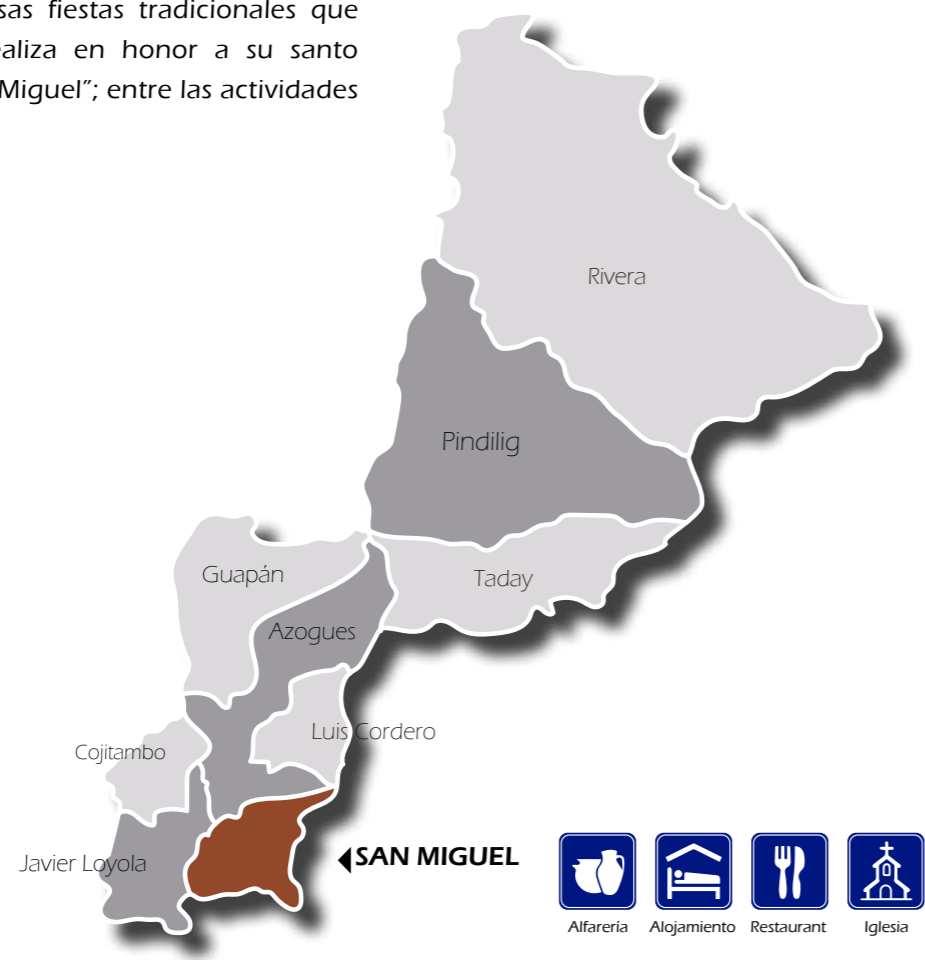 sas fiestas tradicionales que
ealiza en honor a su santo
Miguel”; entre las actividades
Rivera
Pindilig
Guapán
Taday
Azogues
Luis Cordero
Cojitambo
Javier Loyola
SAN MIGUEL
Alfarería Alojamiento Restaurant Iglesia